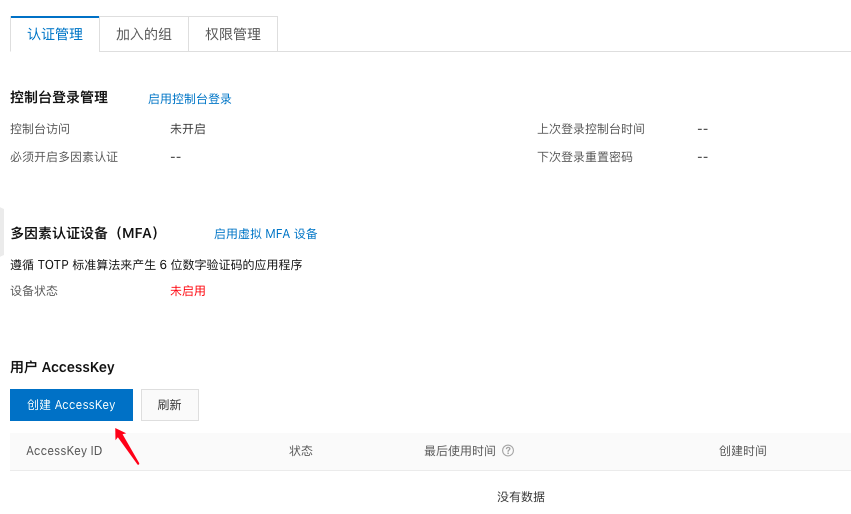 认证管理 加入的组 权限管理
控制台登录管理 启用控制台登录
控制台访问 未开启 上次登录控制台时间 --
必须开启多因素认证 -- 下次登录重置密码 --
多因素认证设备（MFA） 启用虚拟 MFA 设备
遵循 TOTP 标准算法来产生 6 位数字验证码的应用程序
设备状态 未启用
用户 AccessKey
创建 AccessKey 刷新
AccessKey ID 状态 最后使用时间 ? 创建时间
没有数据